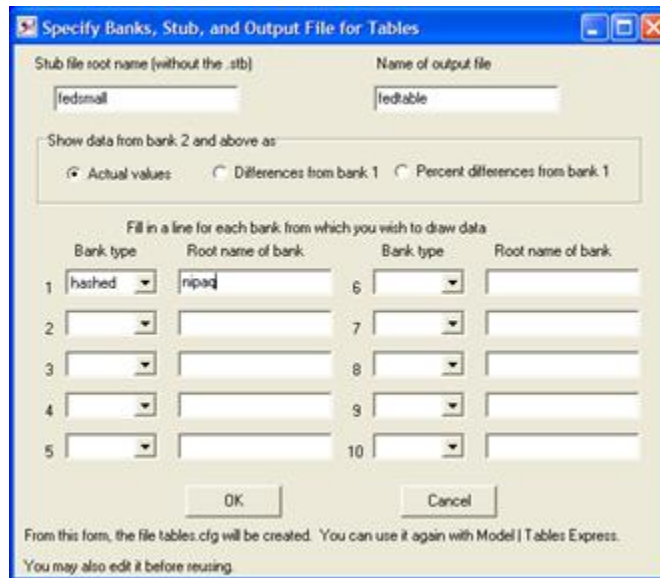 Specify Banks, Stub, and Output File for Tables
Stub file root name (without the .stb)
Name of output file
fedsmall
fedtable
Show data from bank 2 and above as
Actual values
Differences from bank 1
Percent differences from bank 1
Fill in a line for each bank from which you wish to draw data
Bank type Root name of bank Bank type Root name of bank
1 hashed nipaq 6
2 7
3 8
4 9
5 10
OK Cancel
From this form, the file tables.cfg will be created. You can use it again with Model | Tables Express.
You may also edit it before reusing.